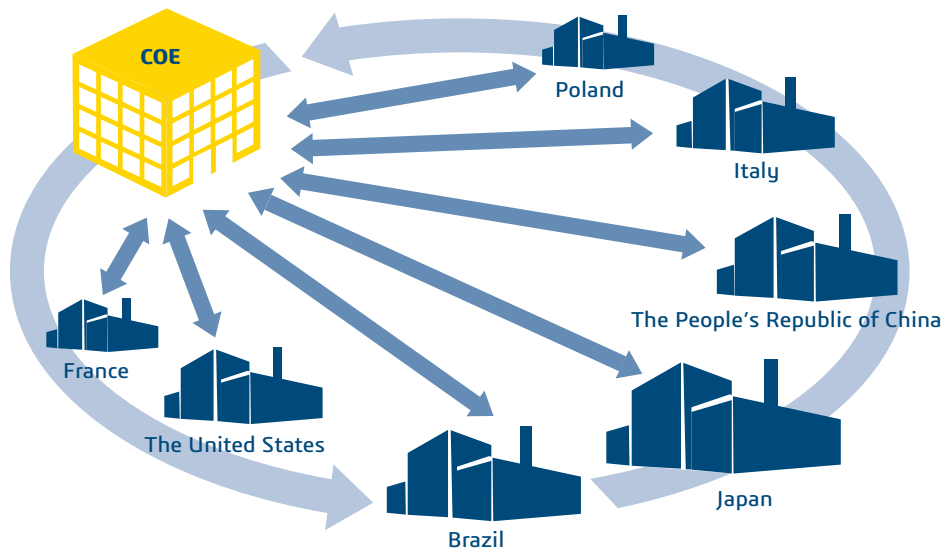 COE
Poland
Italy
The People’s Republic of China
France
The United States
Japan
Brazil